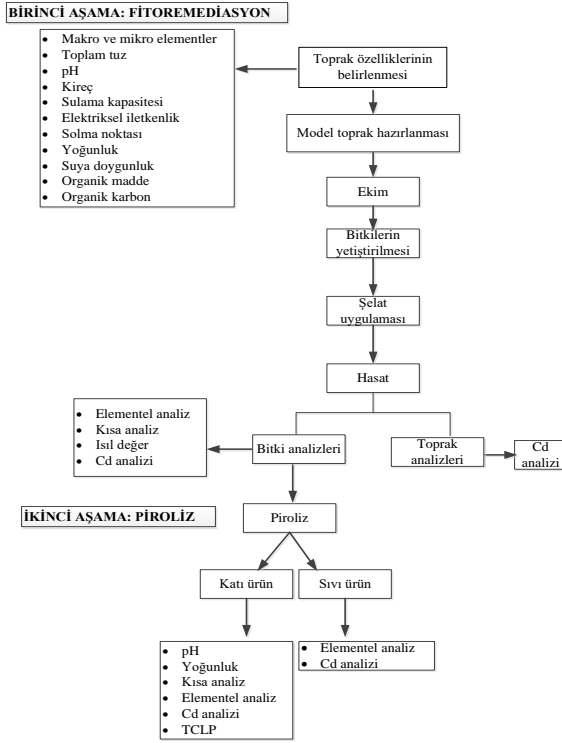 BİRİNCİ AŞAMA: FİTOREMEDİASYON
• Makro ve mikro elementler
• Toplam tuz
• pH
• Kireç
• Sulama kapasitesi
• Elektriksel iletkenlik
• Solma noktası
• Yoğunluk
• Suya doygunluk
• Organik madde
• Organik karbon
Toprak özelliklerinin
belirlenmesi
Model toprak hazırlanması
Ekim
Bitkilerin
yetiştirilmesi
Şelat
uygulaması
Hasat
• Elementel analiz
• Kısa analiz
• Isıl değer
• Cd analizi
Bitki analizleri
Toprak
analizleri
Cd
analizi
İKİNCİ AŞAMA: PİROLİZ
Piroliz
Katı ürün
Sıvı ürün
• pH
• Yoğunluk
• Kısa analiz
• Elementel analiz
• Cd analizi
• TCLP
• Elementel analiz
• Cd analizi